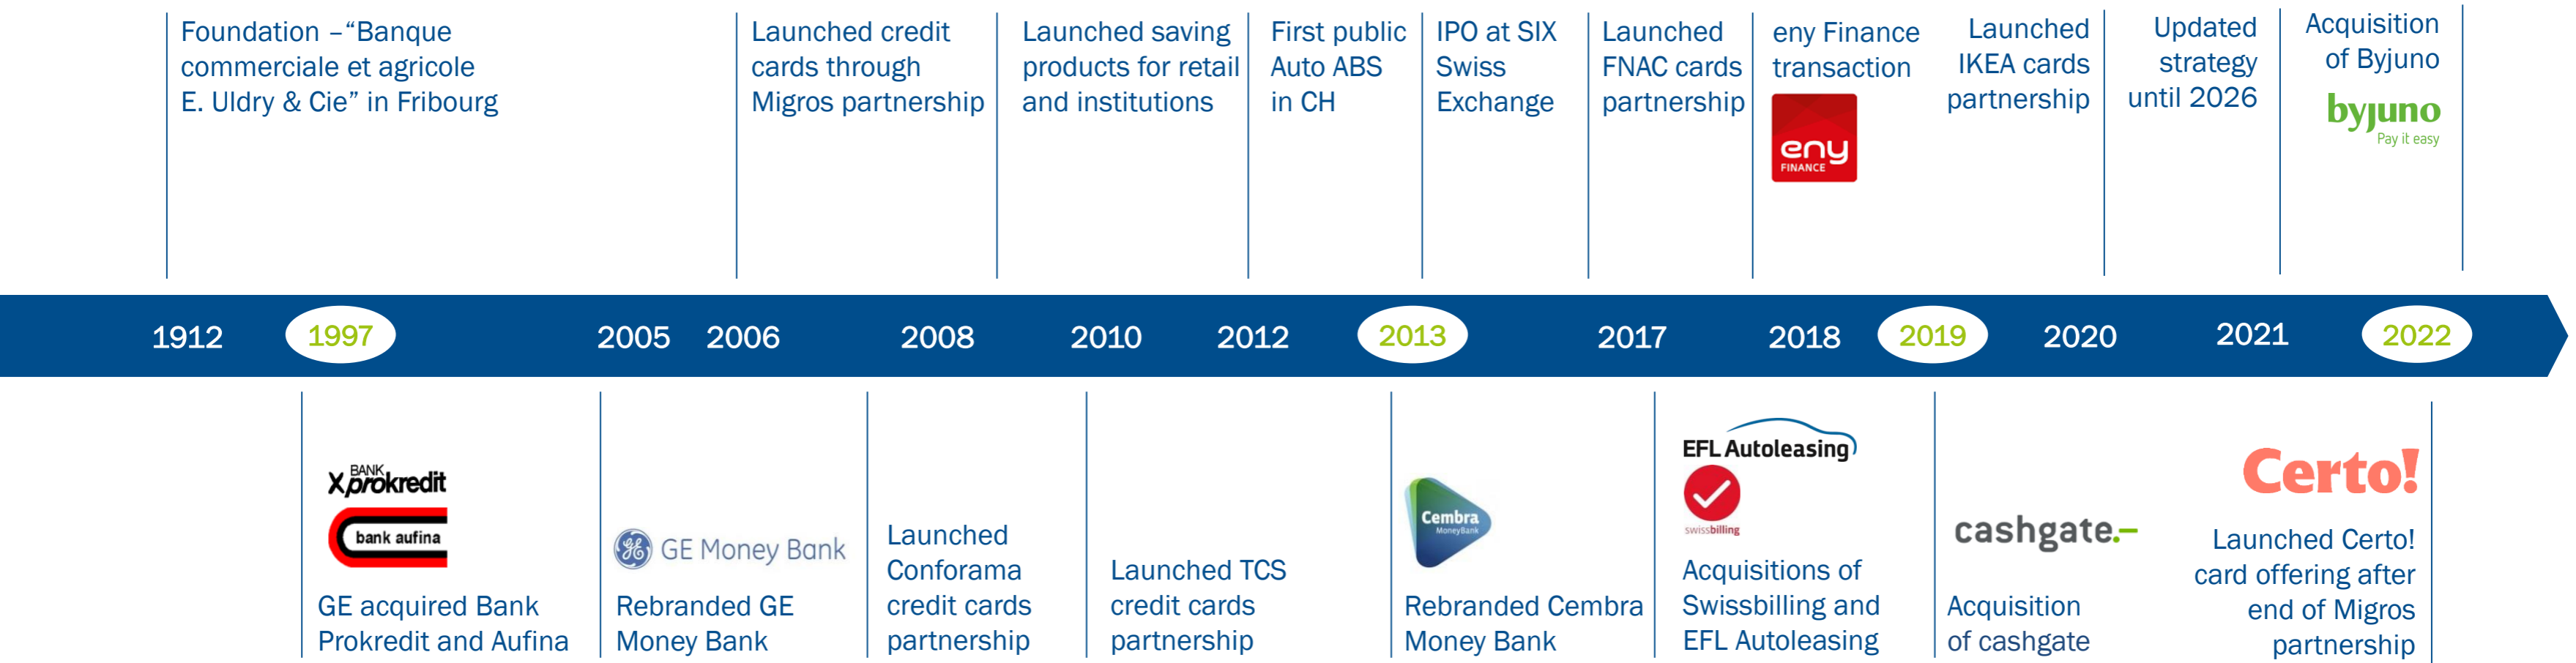 Foundation –“Banque
commerciale et agricole
E. Uldry & Cie” in Fribourg
Launched credit
cards through
Migros partnership
Launched saving
products for retail
and institutions
First public
Auto ABS
in CH
IPO at SIX
Swiss
Exchange
Launched
FNAC cards
partnership
eny Finance
transaction
eny
FINANCE
Launched
IKEA cards
partnership
Updated
strategy
until 2026
Acquisition
of Byjuno
byjuno
Pay it easy
1912 1997 2005 2006 2008 2010 2012 2013 2017 2018 2019 2020 2021 2022
BANK
Xprokredit
bank aufina
GE acquired Bank
Prokredit and Aufina
GE Money Bank
Rebranded GE
Money Bank
Launched
Conforama
credit cards
partnership
Launched TCS
credit cards
partnership
Cembra
MoneyBank
Rebranded Cembra
Money Bank
EFL Autoleasing
swissbilling
Acquisitions of
Swissbilling and
EFL Autoleasing
cashgate.–
Acquisition
of cashgate
Certo!
Launched Certo!
card offering after
end of Migros
partnership